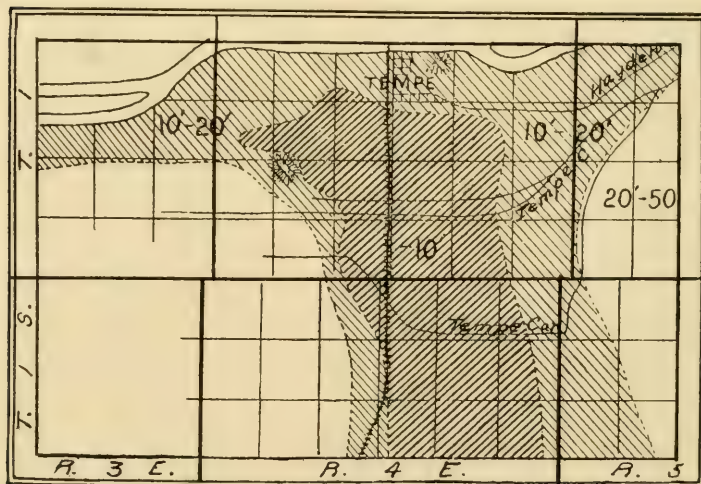 Hayden
TEMPE
T. 1
10'-20'
10'-20'
Tempe C.
20'-50
-10'
T. 1 S.
Tempe Can
R. 3 E. R. 4 E. R. 5